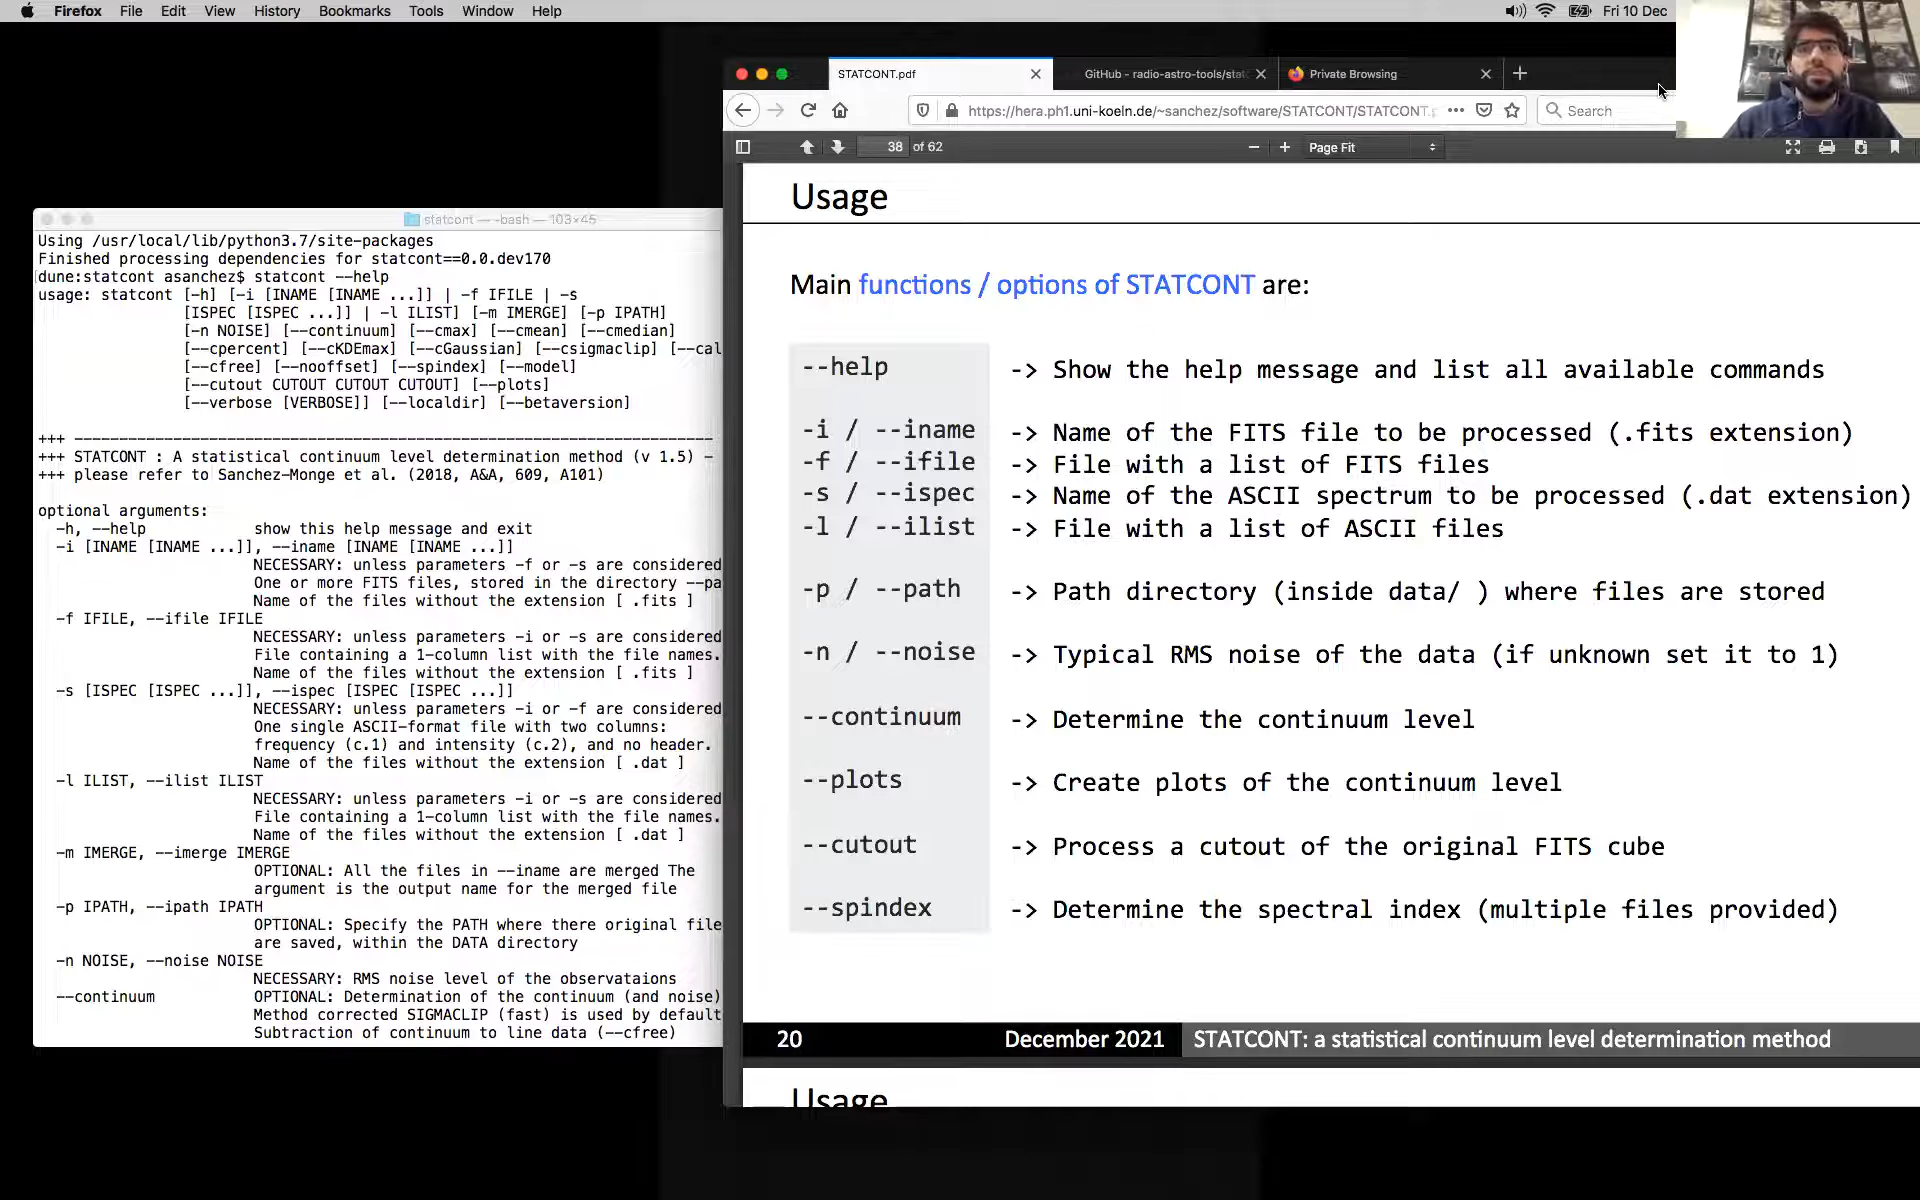 Firefox File Edit View History Bookmarks Tools Window Help Fri 10 Dec
STATCONT.pdf GitHub - radio-astro-tools/stat Private Browsing
https://hera.ph1.uni-koeln.de/~sanchez/software/STATCONT/STATCONT. Search
38 of 62 Page Fit
statcont — -bash — 103×45
Using /usr/local/lib/python3.7/site-packages
Finished processing dependencies for statcont==0.0.dev170
dune:statcont asanchez$ statcont --help
usage: statcont [-h] [-i [INAME [INAME ...]] | -f IFILE | -s
[ISPEC [ISPEC ...]] | -l ILIST] [-m IMERGE] [-p IPATH]
[-n NOISE] [--continuum] [--cmax] [--cmean] [--cmedian]
[--cpercent] [--cKDEmax] [--cGaussian] [--csigmaclip] [--cal
[--cfree] [--nooffset] [--spindex] [--model]
[--cutout CUTOUT CUTOUT CUTOUT] [--plots]
[--verbose [VERBOSE]] [--localdir] [--betaversion]
+++ -----------------------------------------------------------------------
+++ STATCONT : A statistical continuum level determination method (v 1.5) -
+++ please refer to Sanchez-Monge et al. (2018, A&A, 609, A101)
optional arguments:
-h, --help show this help message and exit
-i [INAME [INAME ...]], --iname [INAME [INAME ...]]
NECESSARY: unless parameters -f or -s are considered
One or more FITS files, stored in the directory --pa
Name of the files without the extension [ .fits ]
-f IFILE, --ifile IFILE
NECESSARY: unless parameters -i or -s are considered
File containing a 1-column list with the file names.
Name of the files without the extension [ .fits ]
-s [ISPEC [ISPEC ...]], --ispec [ISPEC [ISPEC ...]]
NECESSARY: unless parameters -i or -f are considered
One single ASCII-format file with two columns:
frequency (c.1) and intensity (c.2), and no header.
Name of the files without the extension [ .dat ]
-l ILIST, --ilist ILIST
NECESSARY: unless parameters -i or -s are considered
File containing a 1-column list with the file names.
Name of the files without the extension [ .dat ]
-m IMERGE, --imerge IMERGE
OPTIONAL: All the files in --iname are merged The
argument is the output name for the merged file
-p IPATH, --ipath IPATH
OPTIONAL: Specify the PATH where there original file
are saved, within the DATA directory
-n NOISE, --noise NOISE
NECESSARY: RMS noise level of the observataions
--continuum OPTIONAL: Determination of the continuum (and noise)
Method corrected SIGMACLIP (fast) is used by default
Subtraction of continuum to line data (--cfree)
Usage
Main functions / options of STATCONT are:
--help -> Show the help message and list all available commands
-i / --iname -> Name of the FITS file to be processed (.fits extension)
-f / --ifile -> File with a list of FITS files
-s / --ispec -> Name of the ASCII spectrum to be processed (.dat extension)
-l / --ilist -> File with a list of ASCII files
-p / --path -> Path directory (inside data/ ) where files are stored
-n / --noise -> Typical RMS noise of the data (if unknown set it to 1)
--continuum -> Determine the continuum level
--plots -> Create plots of the continuum level
--cutout -> Process a cutout of the original FITS cube
--spindex -> Determine the spectral index (multiple files provided)
20 December 2021 STATCONT: a statistical continuum level determination method
Usage